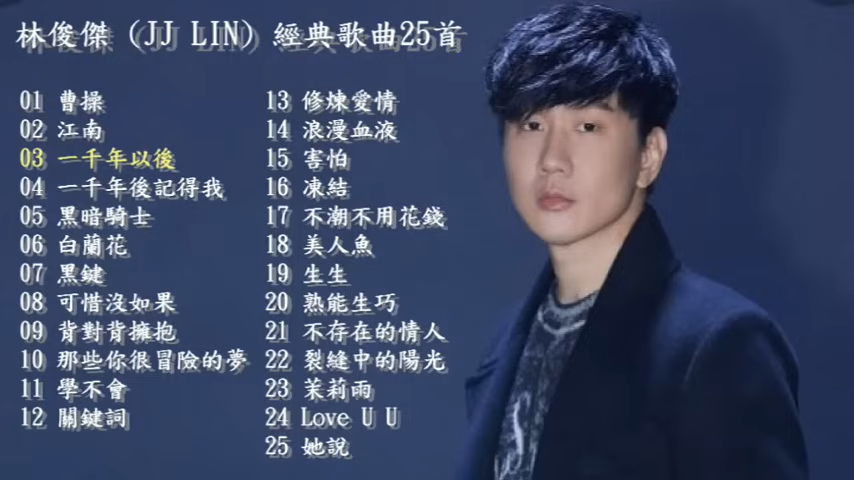 林俊傑 (JJ LIN) 經典歌曲25首
01 曹操
02 江南
03 一千年以後
04 一千年後記得我
05 黑暗騎士
06 白蘭花
07 黑鍵
08 可惜沒如果
09 背對背擁抱
10 那些你很冒險的夢
11 學不會
12 關鍵詞
13 修煉愛情
14 浪漫血液
15 害怕
16 凍結
17 不潮不用花錢
18 美人魚
19 生生
20 熟能生巧
21 不存在的情人
22 裂縫中的陽光
23 茉莉雨
24 Love U U
25 她說